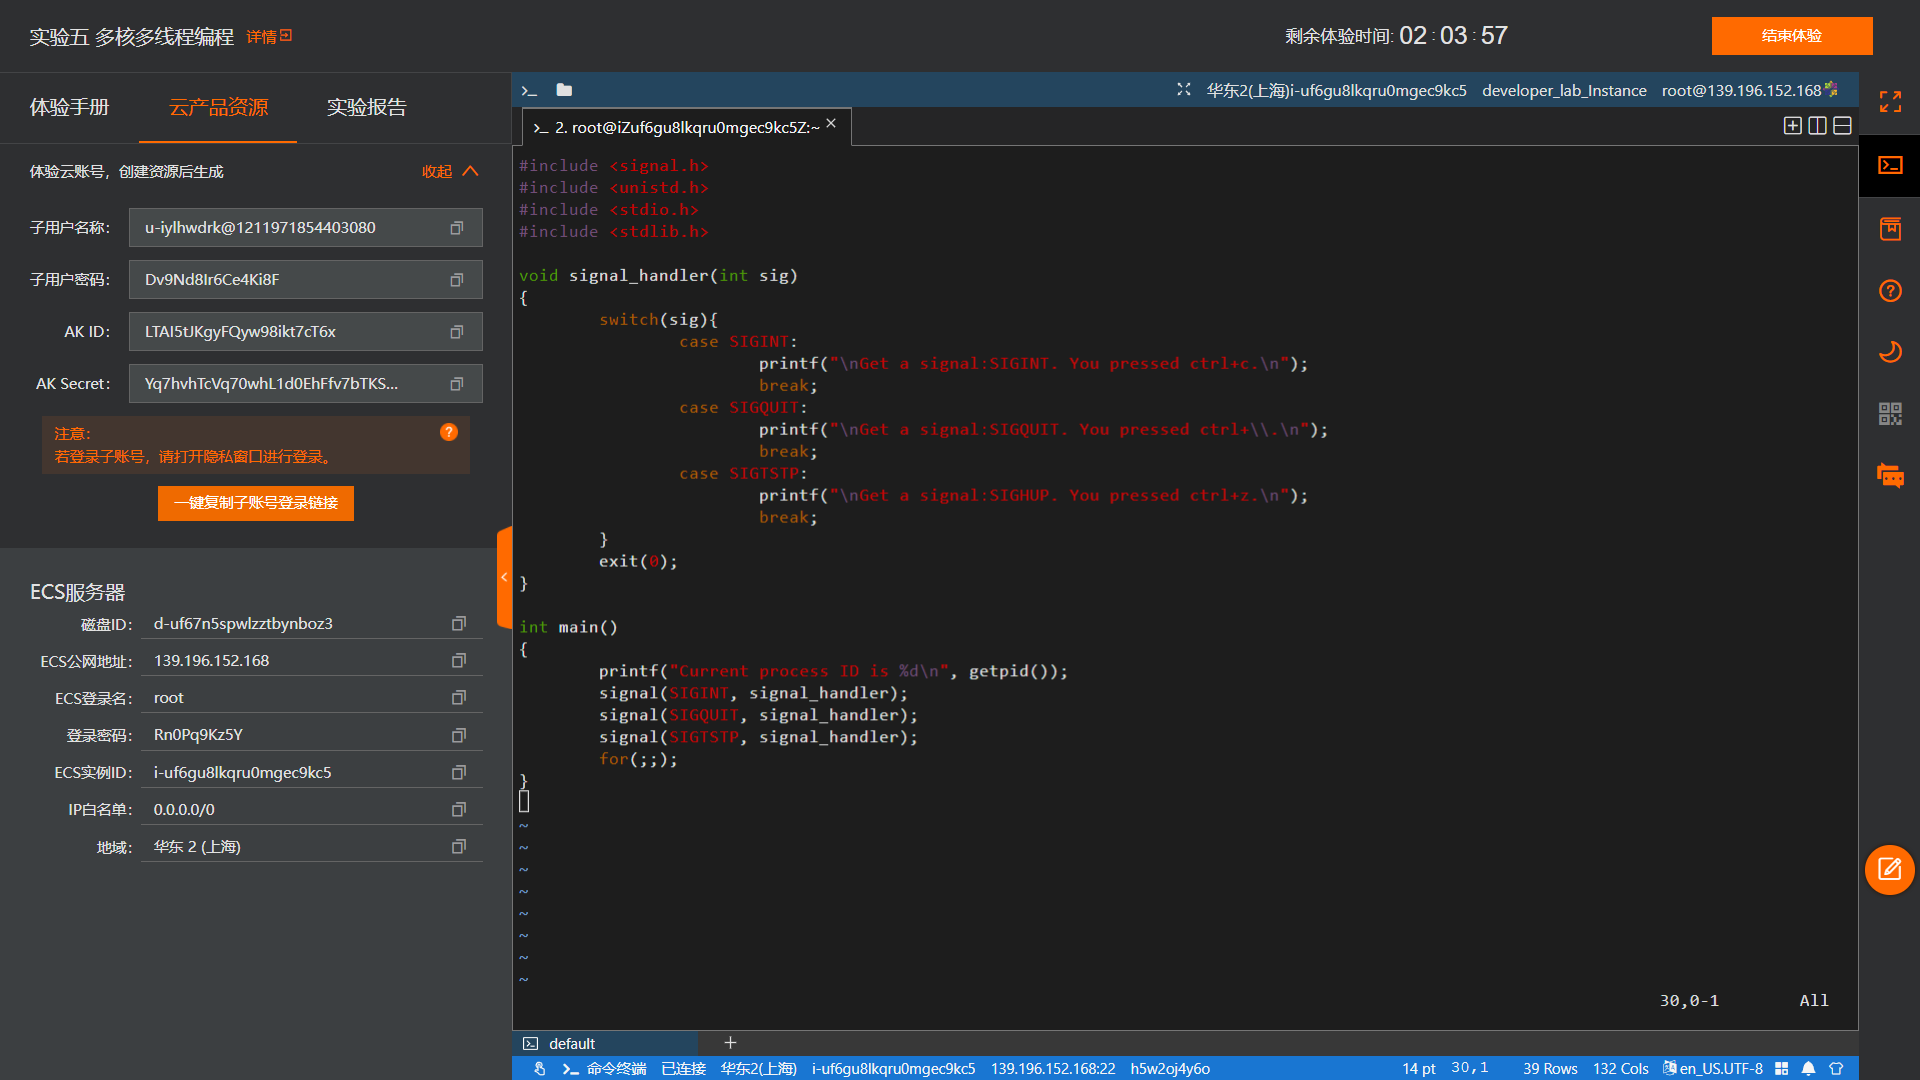 实验五 多核多线程编程 详情
剩余体验时间: 02 : 03 : 57
结束体验
体验手册 云产品资源 实验报告
体验云账号，创建资源后生成 收起
子用户名称： u-iylhwdrk@1211971854403080
子用户密码： Dv9Nd8Ir6Ce4Ki8F
AK ID： LTAI5tJKgyFQyw98ikt7cT6x
AK Secret： Yq7hvhTcVq70whL1d0EhFfv7bTKS...
注意：
若登录子账号，请打开隐私窗口进行登录。
一键复制子账号登录链接
ECS服务器
磁盘ID： d-uf67n5spwlzztbynboz3
ECS公网地址： 139.196.152.168
ECS登录名： root
登录密码： Rn0Pq9Kz5Y
ECS实例ID： i-uf6gu8lkqru0mgec9kc5
IP白名单： 0.0.0.0/0
地域： 华东 2 (上海)
华东2(上海)i-uf6gu8lkqru0mgec9kc5 developer_lab_Instance root@139.196.152.168
2. root@iZuf6gu8lkqru0mgec9kc5Z:~
#include <signal.h>
#include <unistd.h>
#include <stdio.h>
#include <stdlib.h>
void signal_handler(int sig)
{
switch(sig){
case SIGINT:
printf("\nGet a signal:SIGINT. You pressed ctrl+c.\n");
break;
case SIGQUIT:
printf("\nGet a signal:SIGQUIT. You pressed ctrl+\\.\n");
break;
case SIGTSTP:
printf("\nGet a signal:SIGHUP. You pressed ctrl+z.\n");
break;
}
exit(0);
}
int main()
{
printf("Current process ID is %d\n", getpid());
signal(SIGINT, signal_handler);
signal(SIGQUIT, signal_handler);
signal(SIGTSTP, signal_handler);
for(;;);
}
~
~
~
~
~
~
~
~
30,0-1 All
default
命令终端 已连接 华东2(上海) i-uf6gu8lkqru0mgec9kc5 139.196.152.168:22 h5w2oj4y6o 14 pt 30,1 39 Rows 132 Cols en_US.UTF-8